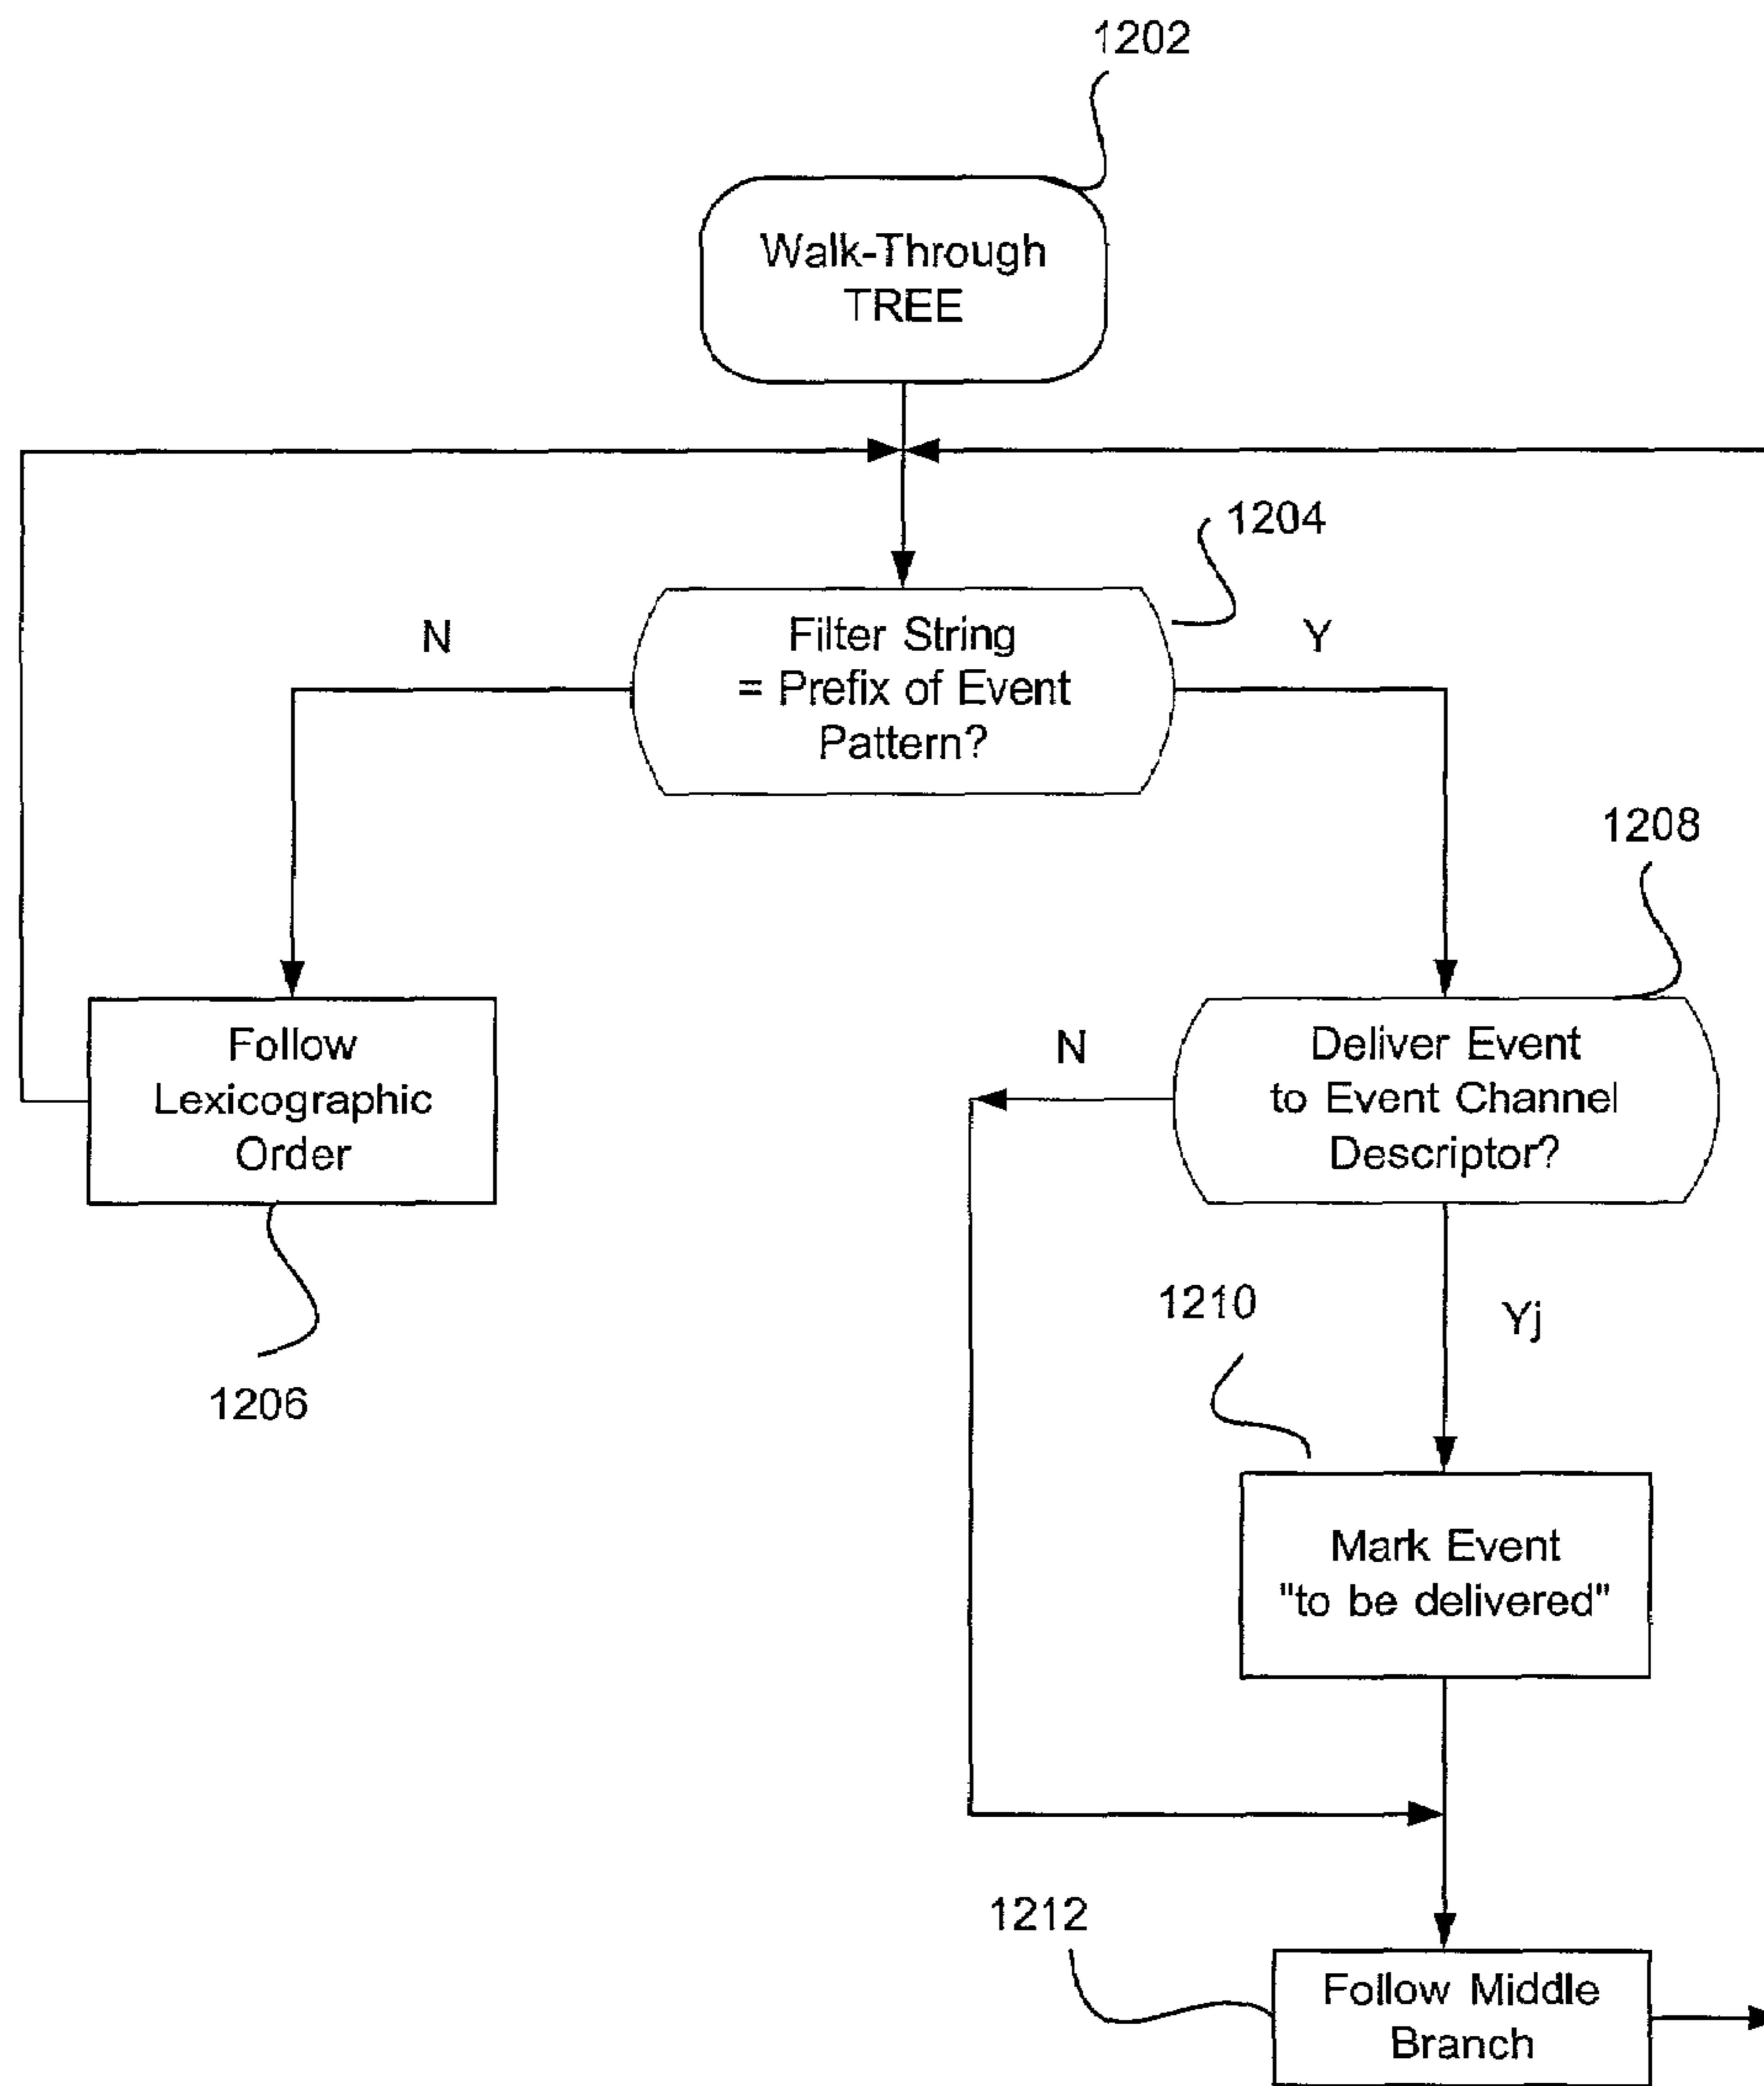 1202
Walk-Through
TREE
1204
N
Filter String
= Prefix of Event
Pattern?
Y
1208
Follow
Lexicographic
Order
N
Deliver Event
to Event Channel
Descriptor?
1210
Yj
1206
Mark Event
"to be delivered"
1212
Follow Middle
Branch